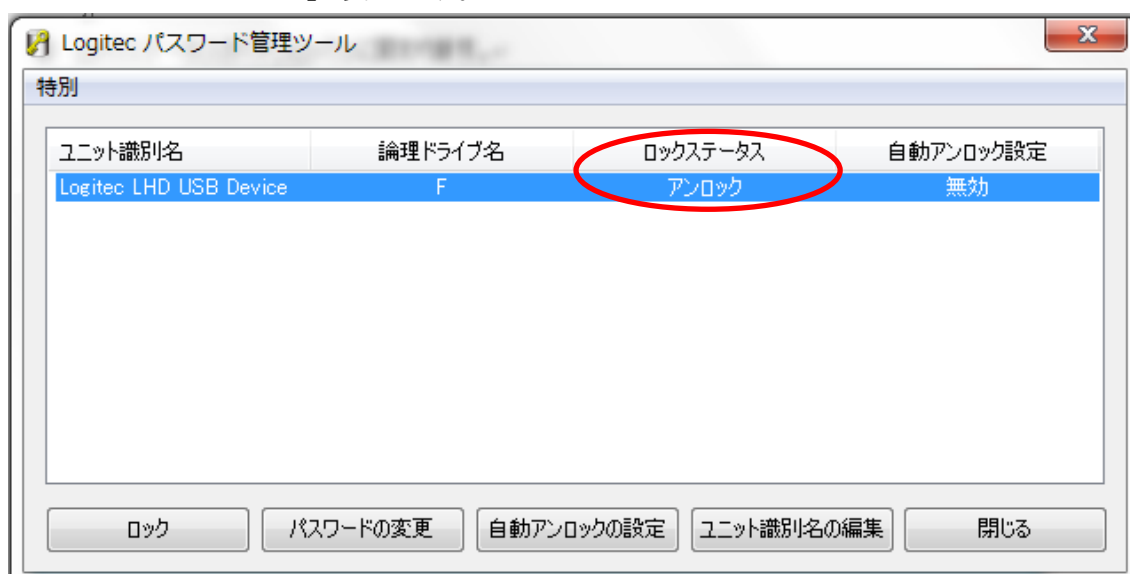 Logitec パスワード管理ツール
特別
ユニット識別名 論理ドライブ名 ロックステータス 自動アンロック設定
Logitec LHD USB Device F アンロック 無効
ロック パスワードの変更 自動アンロックの設定 ユニット識別名の編集 閉じる